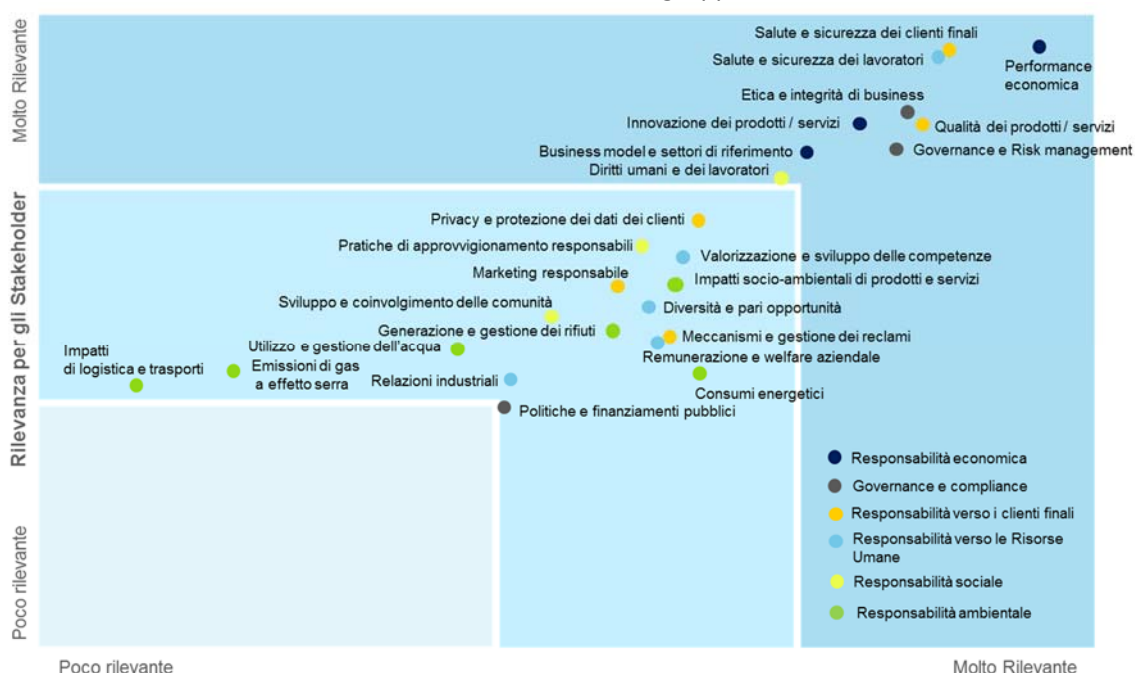 Molto Rilevante
Rilevanza per gli Stakeholder
Poco rilevante
Salute e sicurezza dei clienti finali
Salute e sicurezza dei lavoratori
Performance
economica
Etica e integrità di business
Innovazione dei prodotti / servizi
Qualità dei prodotti / servizi
Business model e settori di riferimento
Governance e Risk management
Diritti umani e dei lavoratori
Privacy e protezione dei dati dei clienti
Pratiche di approvvigionamento responsabili
Valorizzazione e sviluppo delle competenze
Marketing responsabile
Impatti socio-ambientali di prodotti e servizi
Sviluppo e coinvolgimento delle comunità
Diversità e pari opportunità
Generazione e gestione dei rifiuti
Meccanismi e gestione dei reclami
Utilizzo e gestione dell'acqua
Remunerazione e welfare aziendale
Impatti
di logistica e trasporti
Emissioni di gas
a effetto serra
Relazioni industriali
Consumi energetici
Politiche e finanziamenti pubblici
Responsabilità economica
Governance e compliance
Responsabilità verso i clienti finali
Responsabilità verso le Risorse
Umane
Responsabilità sociale
Responsabilità ambientale
Poco rilevante
Molto Rilevante